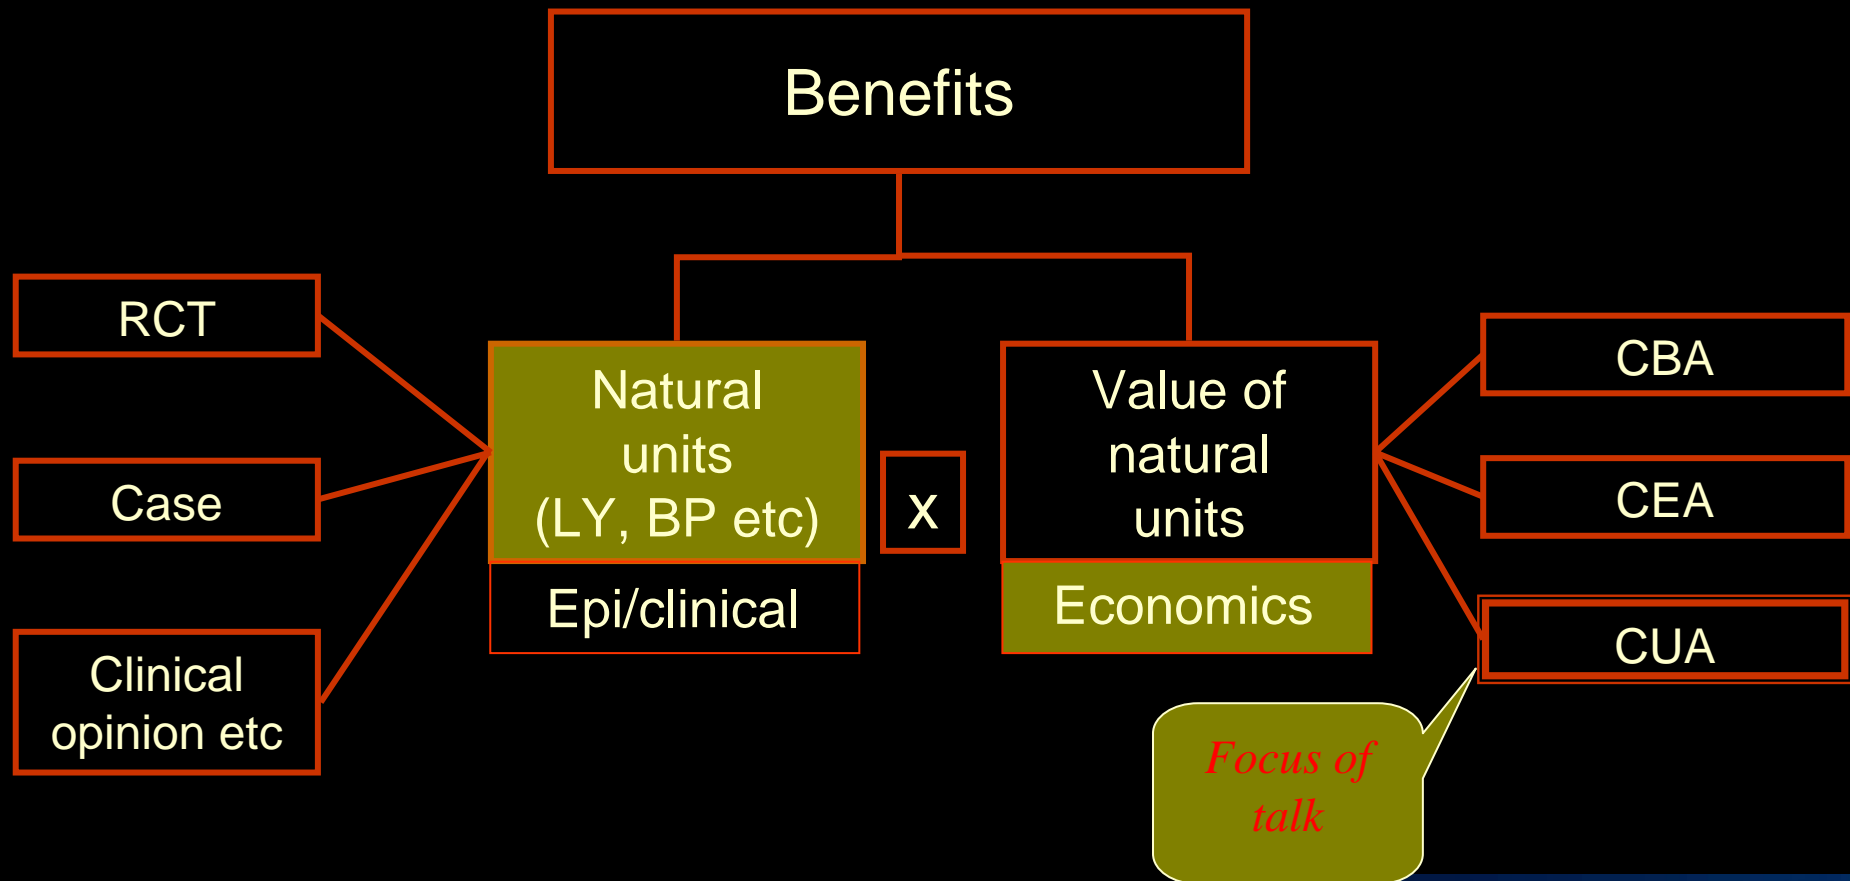 Benefits
RCT
Case
Clinical
opinion etc
Natural
units
(LY, BP etc)
Epi/clinical
x
Value of
natural
units
Economics
CBA
CEA
CUA
Focus of
talk